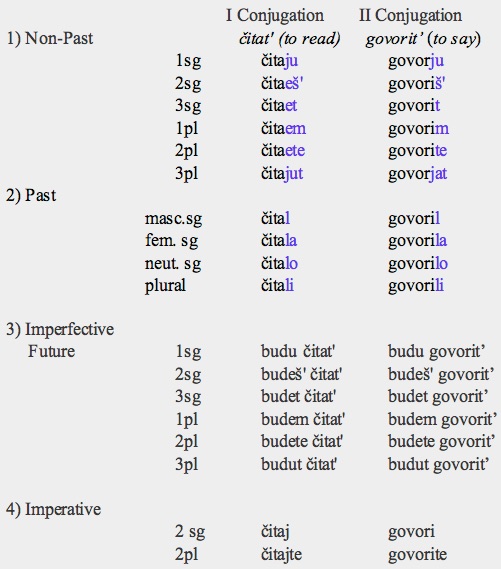 I Conjugation II Conjugation
1) Non-Past čitat' (to read) govorit’ (to say)
1sg čitaju govorju
2sg čitaeš' govoriš'
3sg čitaet govorit
1pl čitaem govorim
2pl čitaete govorite
3pl čitajut govorjat
2) Past
masc.sg čital govoril
fem. sg čitala govorila
neut. sg čitalo govorilo
plural čitali govorili
3) Imperfective
Future 1sg budu čitat' budu govorit’
2sg budeš' čitat' budeš' govorit’
3sg budet čitat' budet govorit’
1pl budem čitat' budem govorit’
2pl budete čitat' budete govorit’
3pl budut čitat' budut govorit’
4) Imperative
2 sg čitaj govori
2pl čitajte govorite